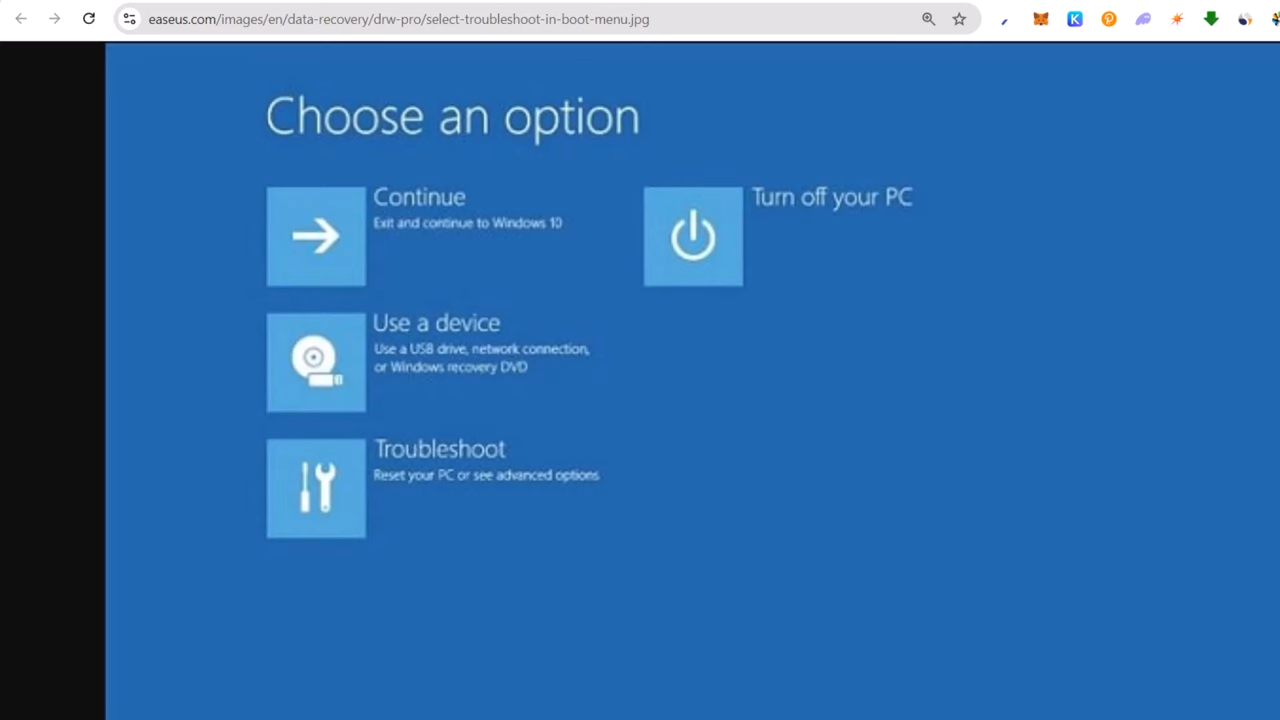 easeus.com/images/en/data-recovery/drw-pro/select-troubleshoot-in-boot-menu.jpg
Choose an option
Continue
Exit and continue to Windows 10
Turn off your PC
Use a device
Use a USB drive, network connection,
or Windows recovery DVD
Troubleshoot
Reset your PC or see advanced options